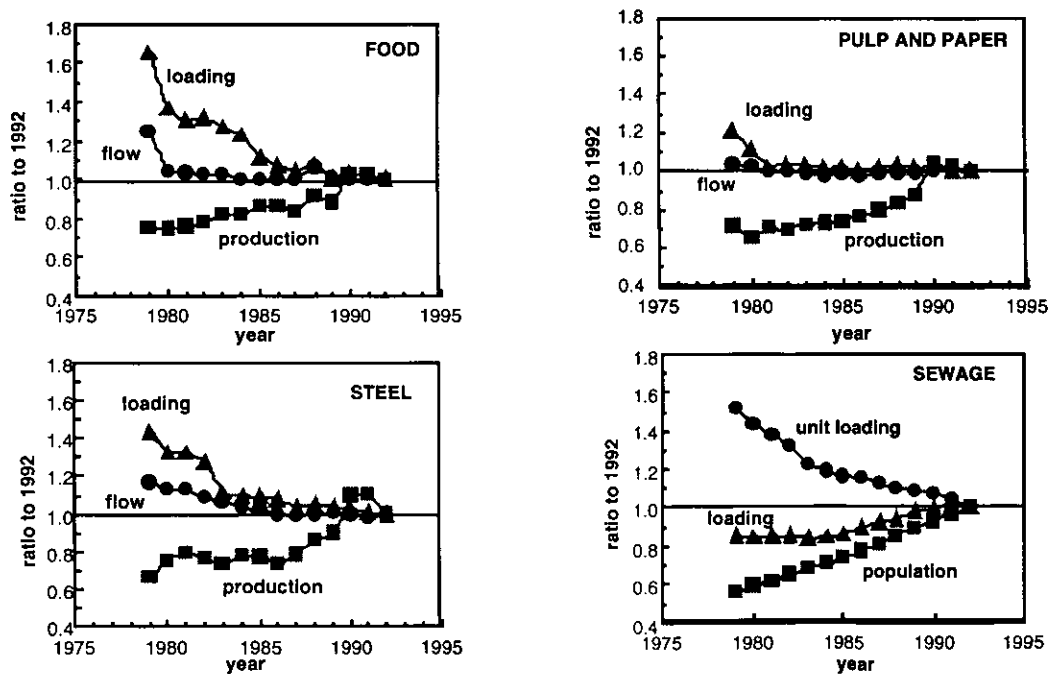 FOOD
loading
flow
production
ratio to 1992
1.8
1.6
1.4
1.2
1.0
0.8
0.6
0.4
1975 1980 1985 1990 1995
year
PULP AND PAPER
loading
flow
production
ratio to 1992
1.8
1.6
1.4
1.2
1.0
0.8
0.6
0.4
1975 1980 1985 1990 1995
year
STEEL
loading
flow
production
ratio to 1992
1.8
1.6
1.4
1.2
1.0
0.8
0.6
0.4
1975 1980 1985 1990 1995
year
SEWAGE
unit loading
loading
population
ratio to 1992
1.8
1.6
1.4
1.2
1.0
0.8
0.6
0.4
1975 1980 1985 1990 1995
year